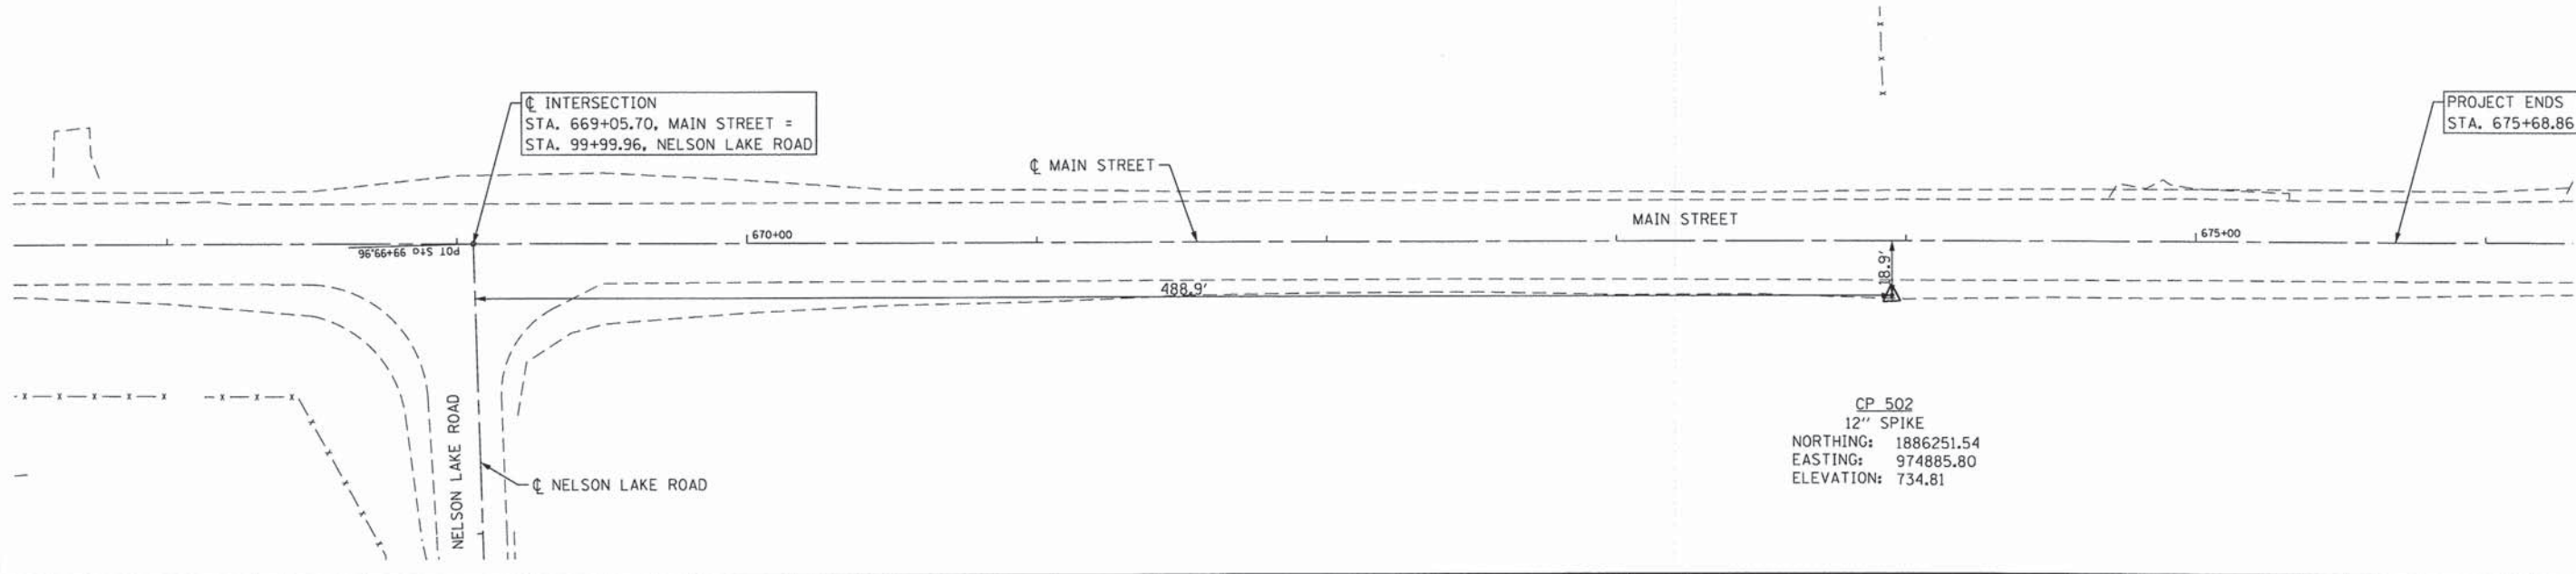 ℄ INTERSECTION
STA. 669+05.70, MAIN STREET =
STA. 99+99.96, NELSON LAKE ROAD
PROJECT ENDS
STA. 675+68.86
℄ MAIN STREET
MAIN STREET
670+00
675+00
POT Sta 99+99.96
18.9'
488.9'
NELSON LAKE ROAD
℄ NELSON LAKE ROAD
CP 502
12" SPIKE
NORTHING: 1886251.54
EASTING: 974885.80
ELEVATION: 734.81